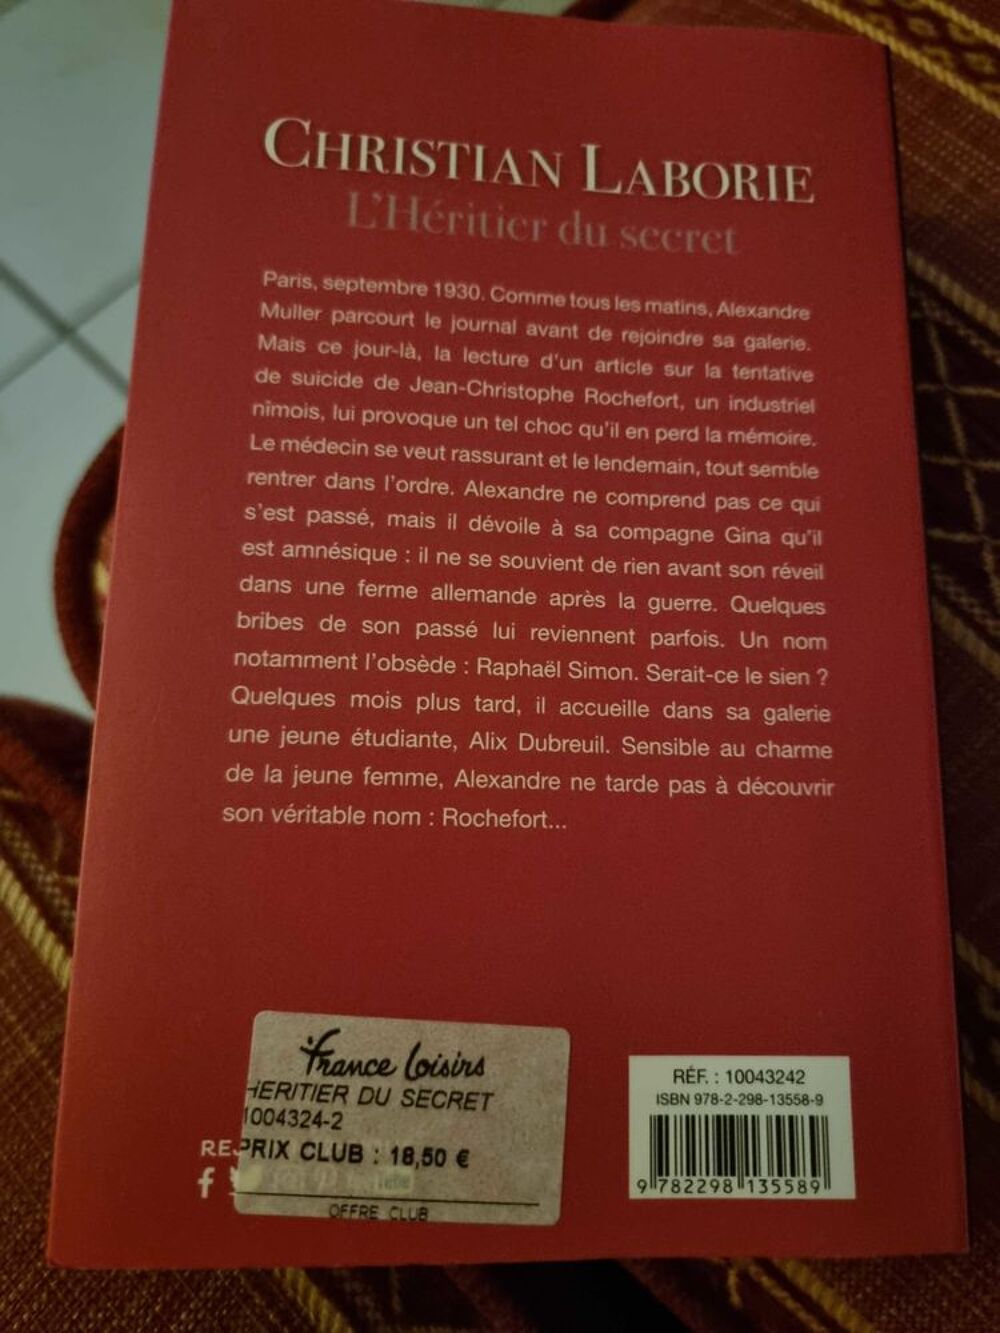 CHRISTIAN LABORIE
L'Héritier du secret
Paris, septembre 1930. Comme tous les matins, Alexandre
Muller parcourt le journal avant de rejoindre sa galerie.
Mais ce jour-là, la lecture d'un article sur la tentative
de suicide de Jean-Christophe Rochefort, un industriel
nîmois, lui provoque un tel choc qu'il en perd la mémoire.
Le médecin se veut rassurant et le lendemain, tout semble
rentrer dans l'ordre. Alexandre ne comprend pas ce qui
s'est passé, mais il dévoile à sa compagne Gina qu'il
est amnésique : il ne se souvient de rien avant son réveil
dans une ferme allemande après la guerre. Quelques
bribes de son passé lui reviennent parfois. Un nom
notamment l'obsède : Raphaël Simon. Serait-ce le sien ?
Quelques mois plus tard, il accueille dans sa galerie
une jeune étudiante, Alix Dubreuil. Sensible au charme
de la jeune femme, Alexandre ne tarde pas à découvrir
son véritable nom : Rochefort...
France Loisirs
HERITIER DU SECRET
1004324-2
PRIX CLUB : 18,50 €
OFFRE CLUB
RÉF. : 10043242
ISBN 978-2-298-13558-9
9 782298 135589